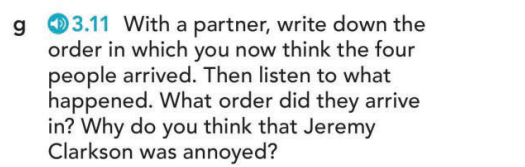 g 3.11 With a partner, write down the
order in which you now think the four
people arrived. Then listen to what
happened. What order did they arrive
in? Why do you think that Jeremy
Clarkson was annoyed?